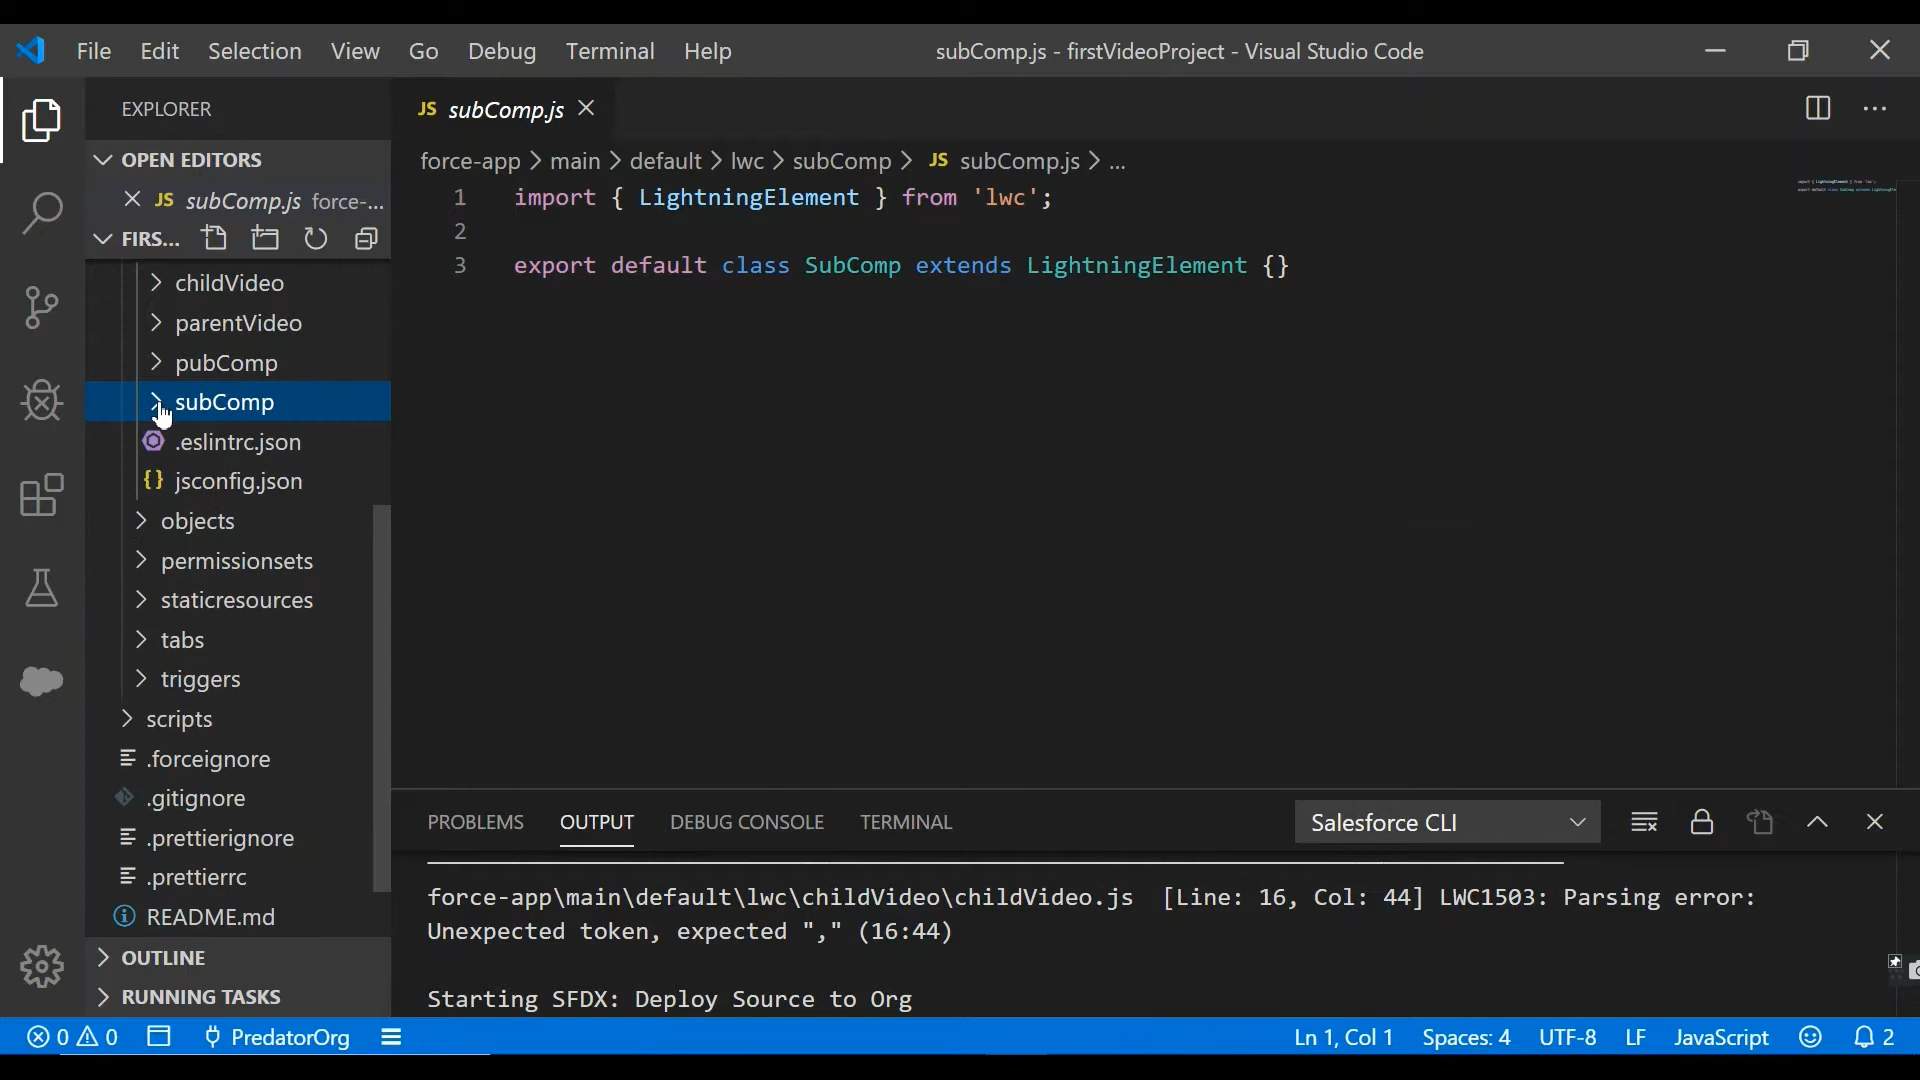 File Edit Selection View Go Debug Terminal Help
subComp.js - firstVideoProject - Visual Studio Code
EXPLORER
OPEN EDITORS
JS subComp.js force-...
FIRS...
childVideo
parentVideo
pubComp
subComp
.eslintrc.json
{} jsconfig.json
objects
permissionsets
staticresources
tabs
triggers
scripts
.forceignore
.gitignore
.prettierignore
.prettierrc
README.md
OUTLINE
RUNNING TASKS
JS subComp.js
force-app > main > default > lwc > subComp > JS subComp.js > ...
1 import { LightningElement } from 'lwc';
2
3 export default class SubComp extends LightningElement {}
PROBLEMS OUTPUT DEBUG CONSOLE TERMINAL
Salesforce CLI
force-app\main\default\lwc\childVideo\childVideo.js [Line: 16, Col: 44] LWC1503: Parsing error:
Unexpected token, expected "," (16:44)
Starting SFDX: Deploy Source to Org
0 0 PredatorOrg
Ln 1, Col 1 Spaces: 4 UTF-8 LF JavaScript 2